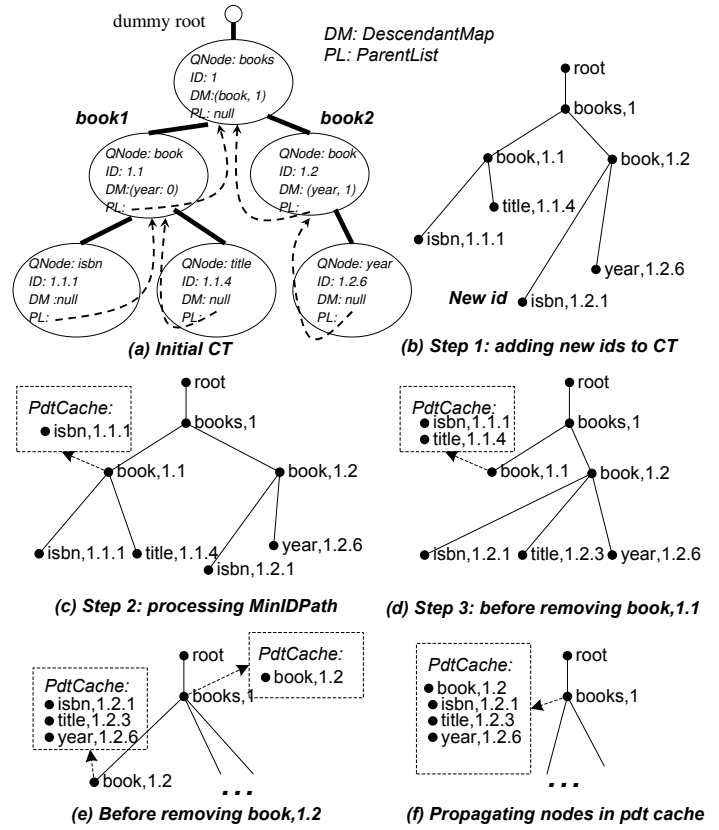 dummy root
DM: DescendantMap
PL: ParentList
QNode: books
ID: 1
DM:(book, 1)
PL: null
book1
book2
QNode: book
ID: 1.1
DM:(year: 0)
PL:
QNode: book
ID: 1.2
DM: (year, 1)
PL:
QNode: isbn
ID: 1.1.1
DM :null
PL:
QNode: title
ID: 1.1.4
DM: null
PL:
QNode: year
ID: 1.2.6
DM: null
PL:
(a) Initial CT
root
books,1
book,1.1
book,1.2
title,1.1.4
isbn,1.1.1
year,1.2.6
New id
isbn,1.2.1
(b) Step 1: adding new ids to CT
PdtCache:
isbn,1.1.1
root
books,1
book,1.1
book,1.2
isbn,1.1.1
title,1.1.4
year,1.2.6
isbn,1.2.1
(c) Step 2: processing MinIDPath
PdtCache:
isbn,1.1.1
title,1.1.4
root
books,1
book,1.1
book,1.2
isbn,1.2.1
title,1.2.3
year,1.2.6
(d) Step 3: before removing book,1.1
PdtCache:
isbn,1.2.1
title,1.2.3
year,1.2.6
root
books,1
PdtCache:
book,1.2
book,1.2
...
(e) Before removing book,1.2
PdtCache:
book,1.2
isbn,1.2.1
title,1.2.3
year,1.2.6
root
books,1
...
(f) Propagating nodes in pdt cache